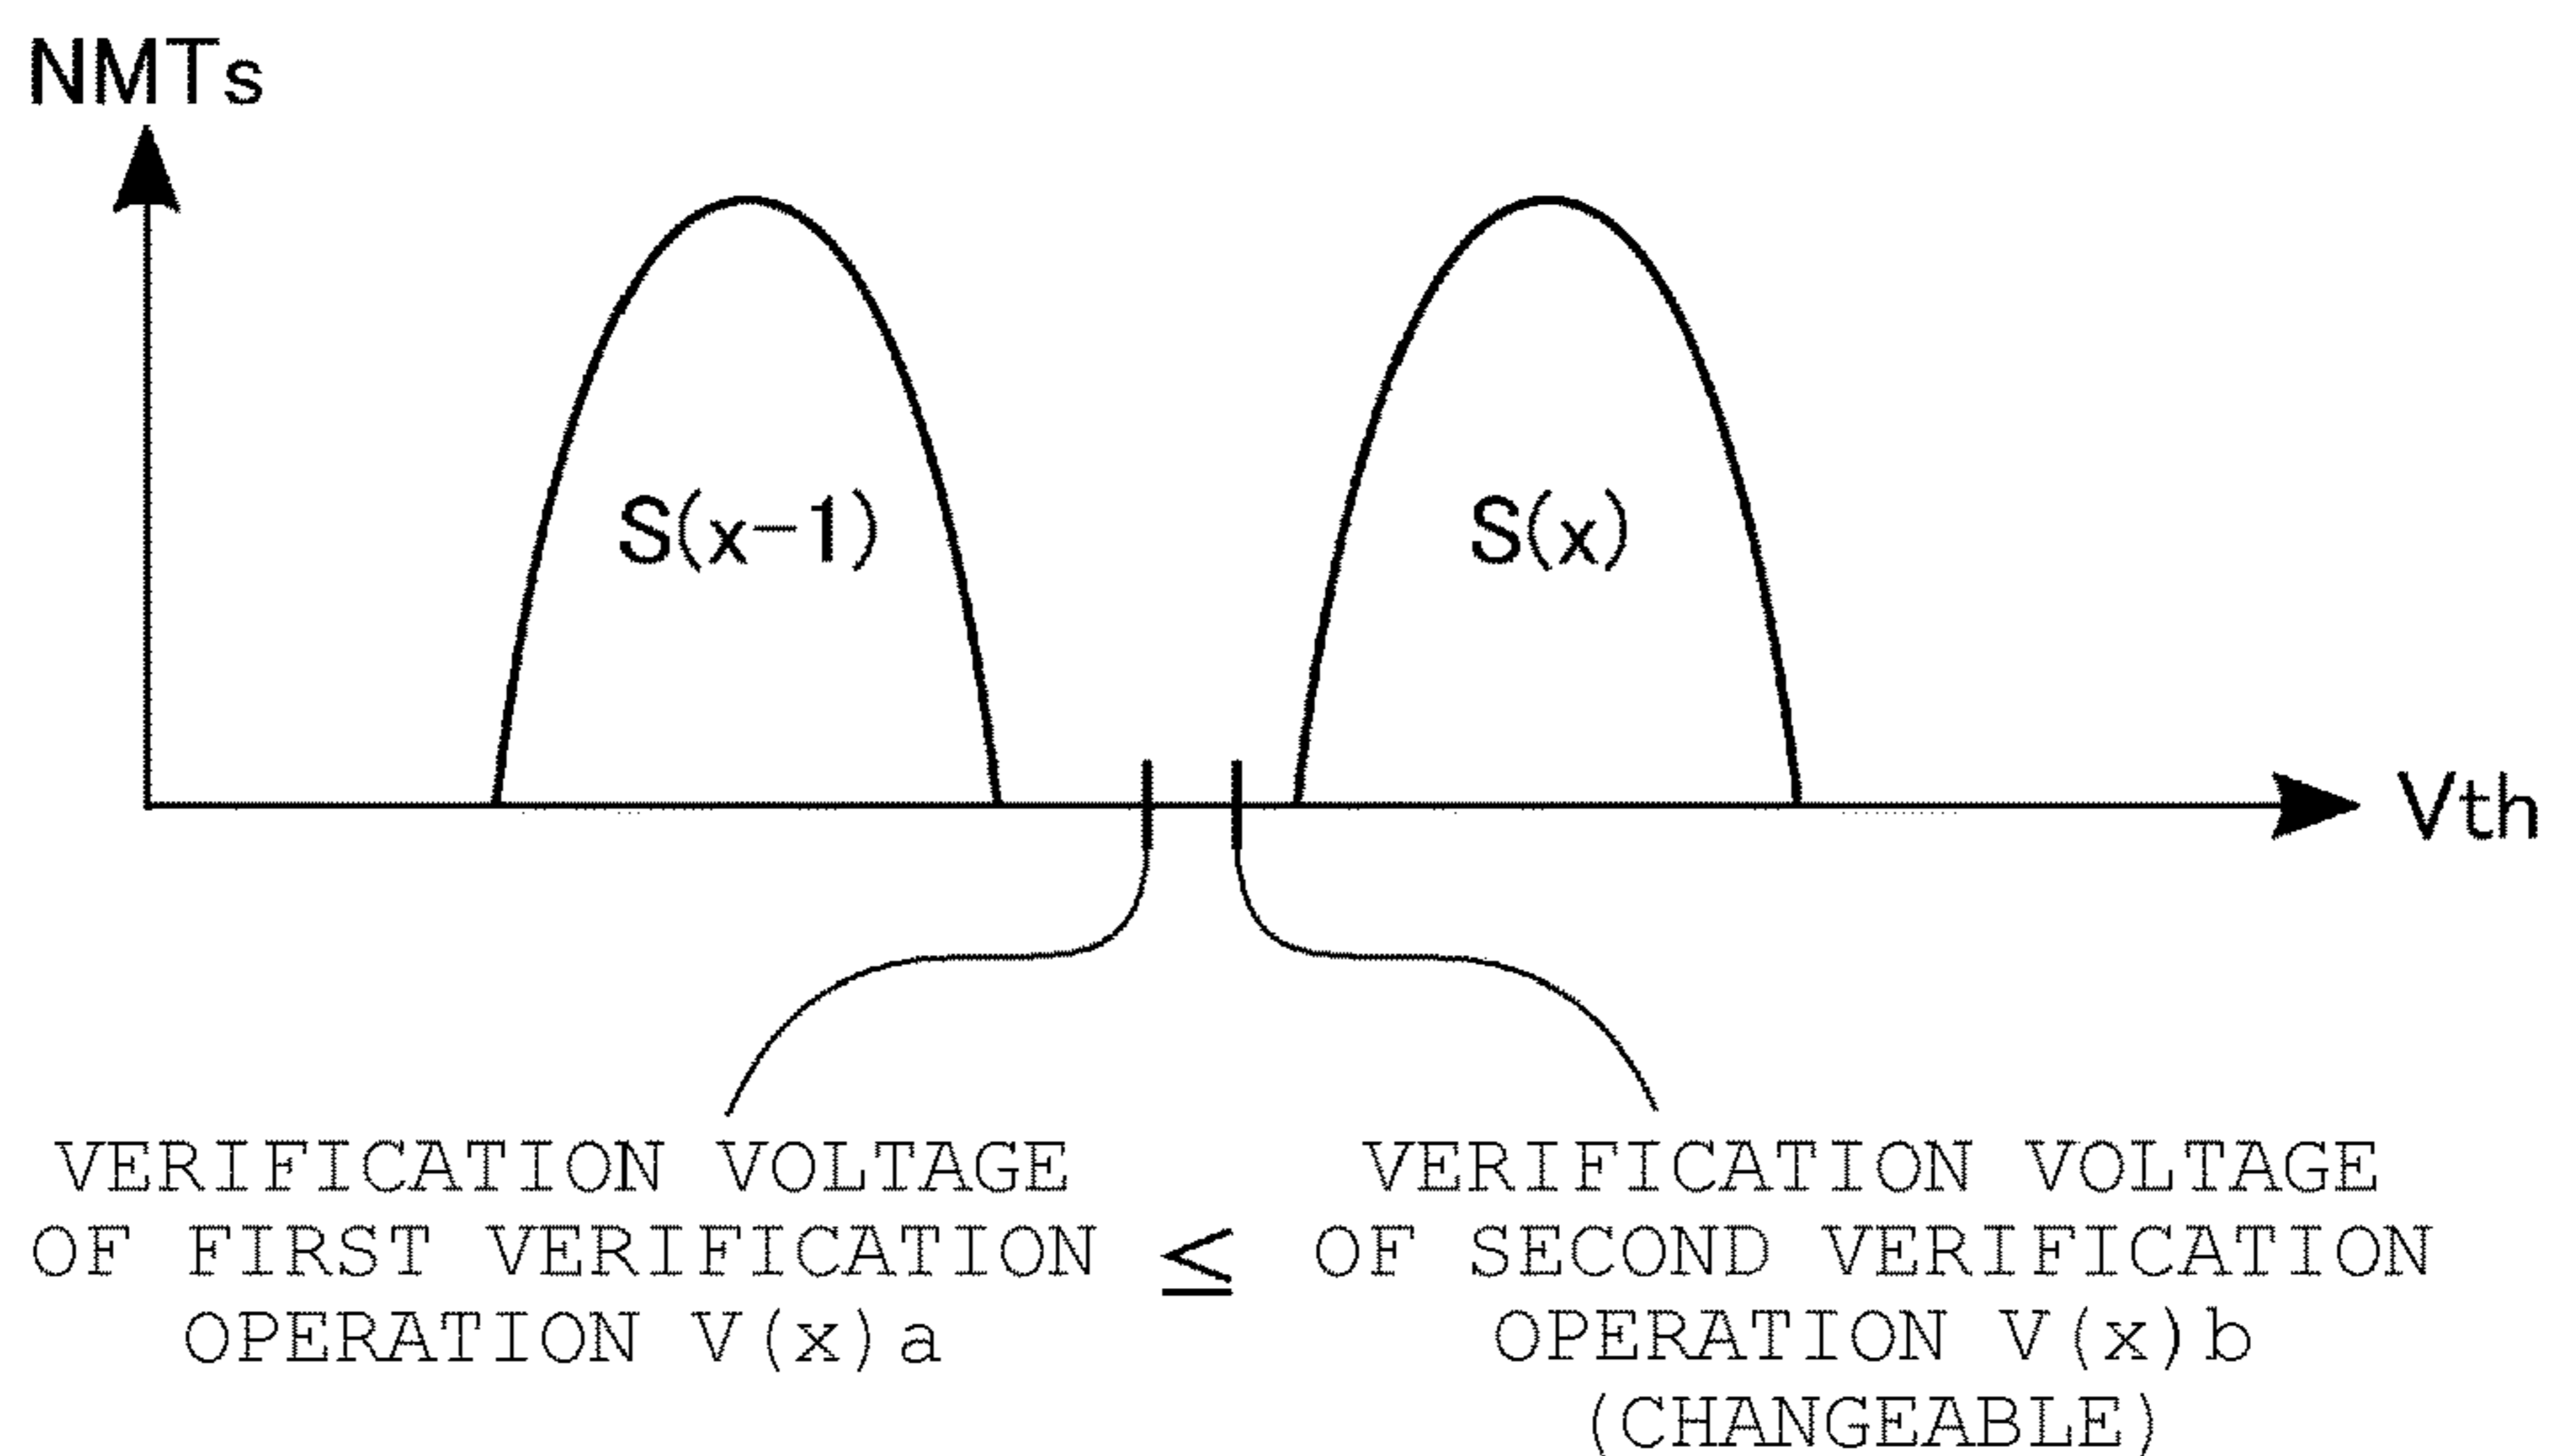 NMTs
S(x-1)
S(x)
Vth
VERIFICATION VOLTAGE
OF FIRST VERIFICATION
OPERATION V(x)a
≤
VERIFICATION VOLTAGE
OF SECOND VERIFICATION
OPERATION V(x)b
(CHANGEABLE)